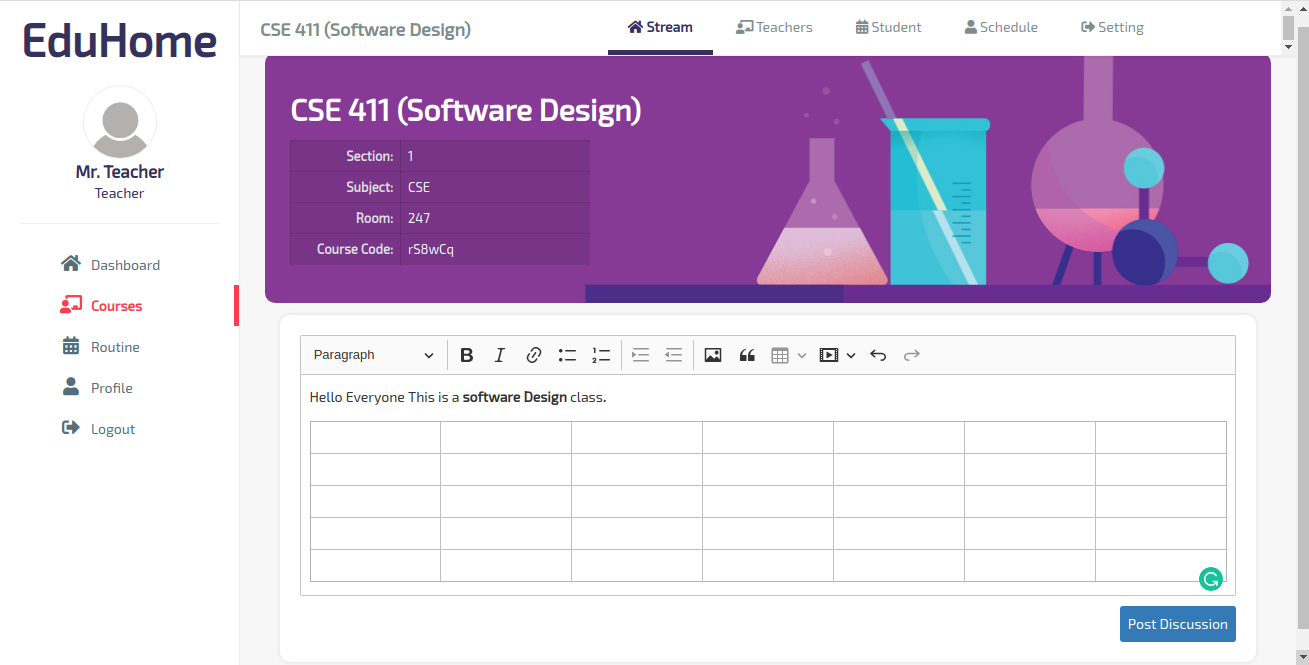 EduHome
Mr. Teacher
Teacher
Dashboard
Courses
Routine
Profile
Logout
CSE 411 (Software Design)
Stream
Teachers
Student
Schedule
Setting
CSE 411 (Software Design)
Section: 1
Subject: CSE
Room: 247
Course Code: rS8wCq
Paragraph
Hello Everyone This is a software Design class.
Post Discussion